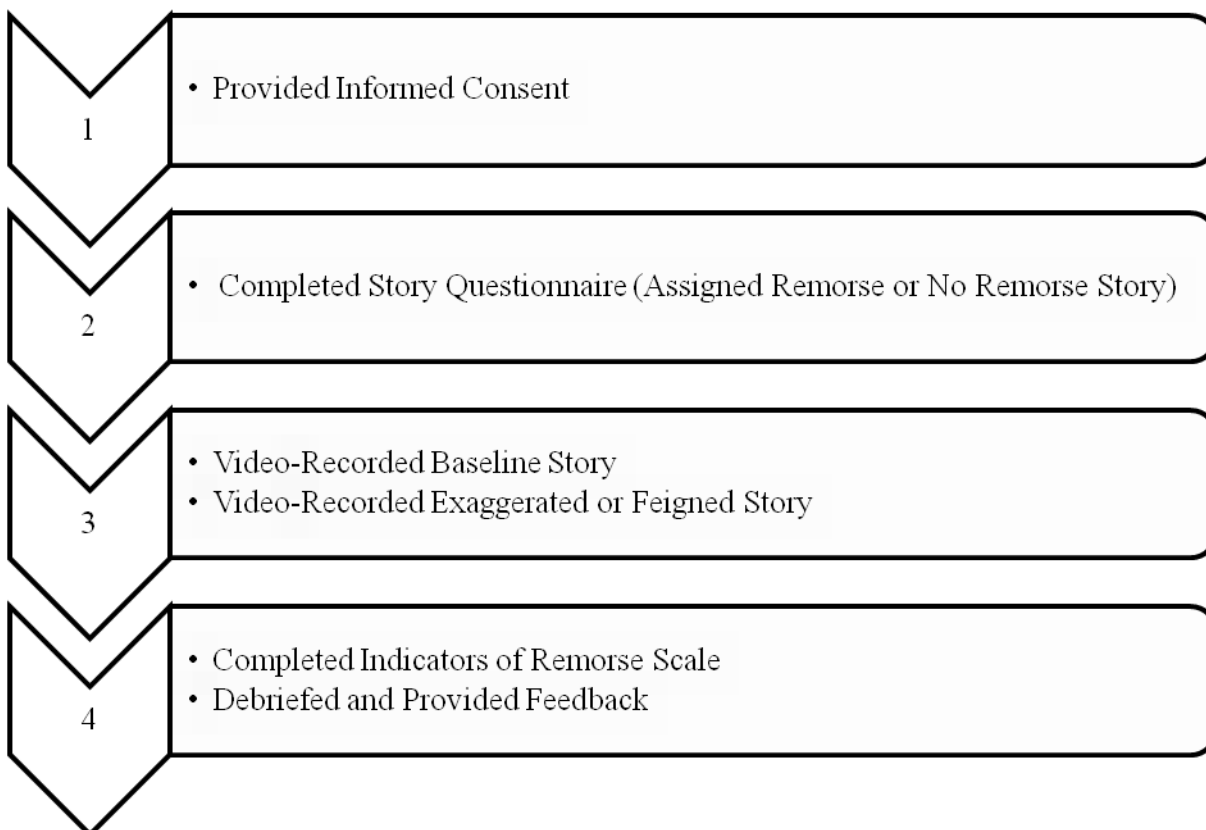 1
• Provided Informed Consent
2
• Completed Story Questionnaire (Assigned Remorse or No Remorse Story)
3
• Video-Recorded Baseline Story
• Video-Recorded Exaggerated or Feigned Story
4
• Completed Indicators of Remorse Scale
• Debriefed and Provided Feedback